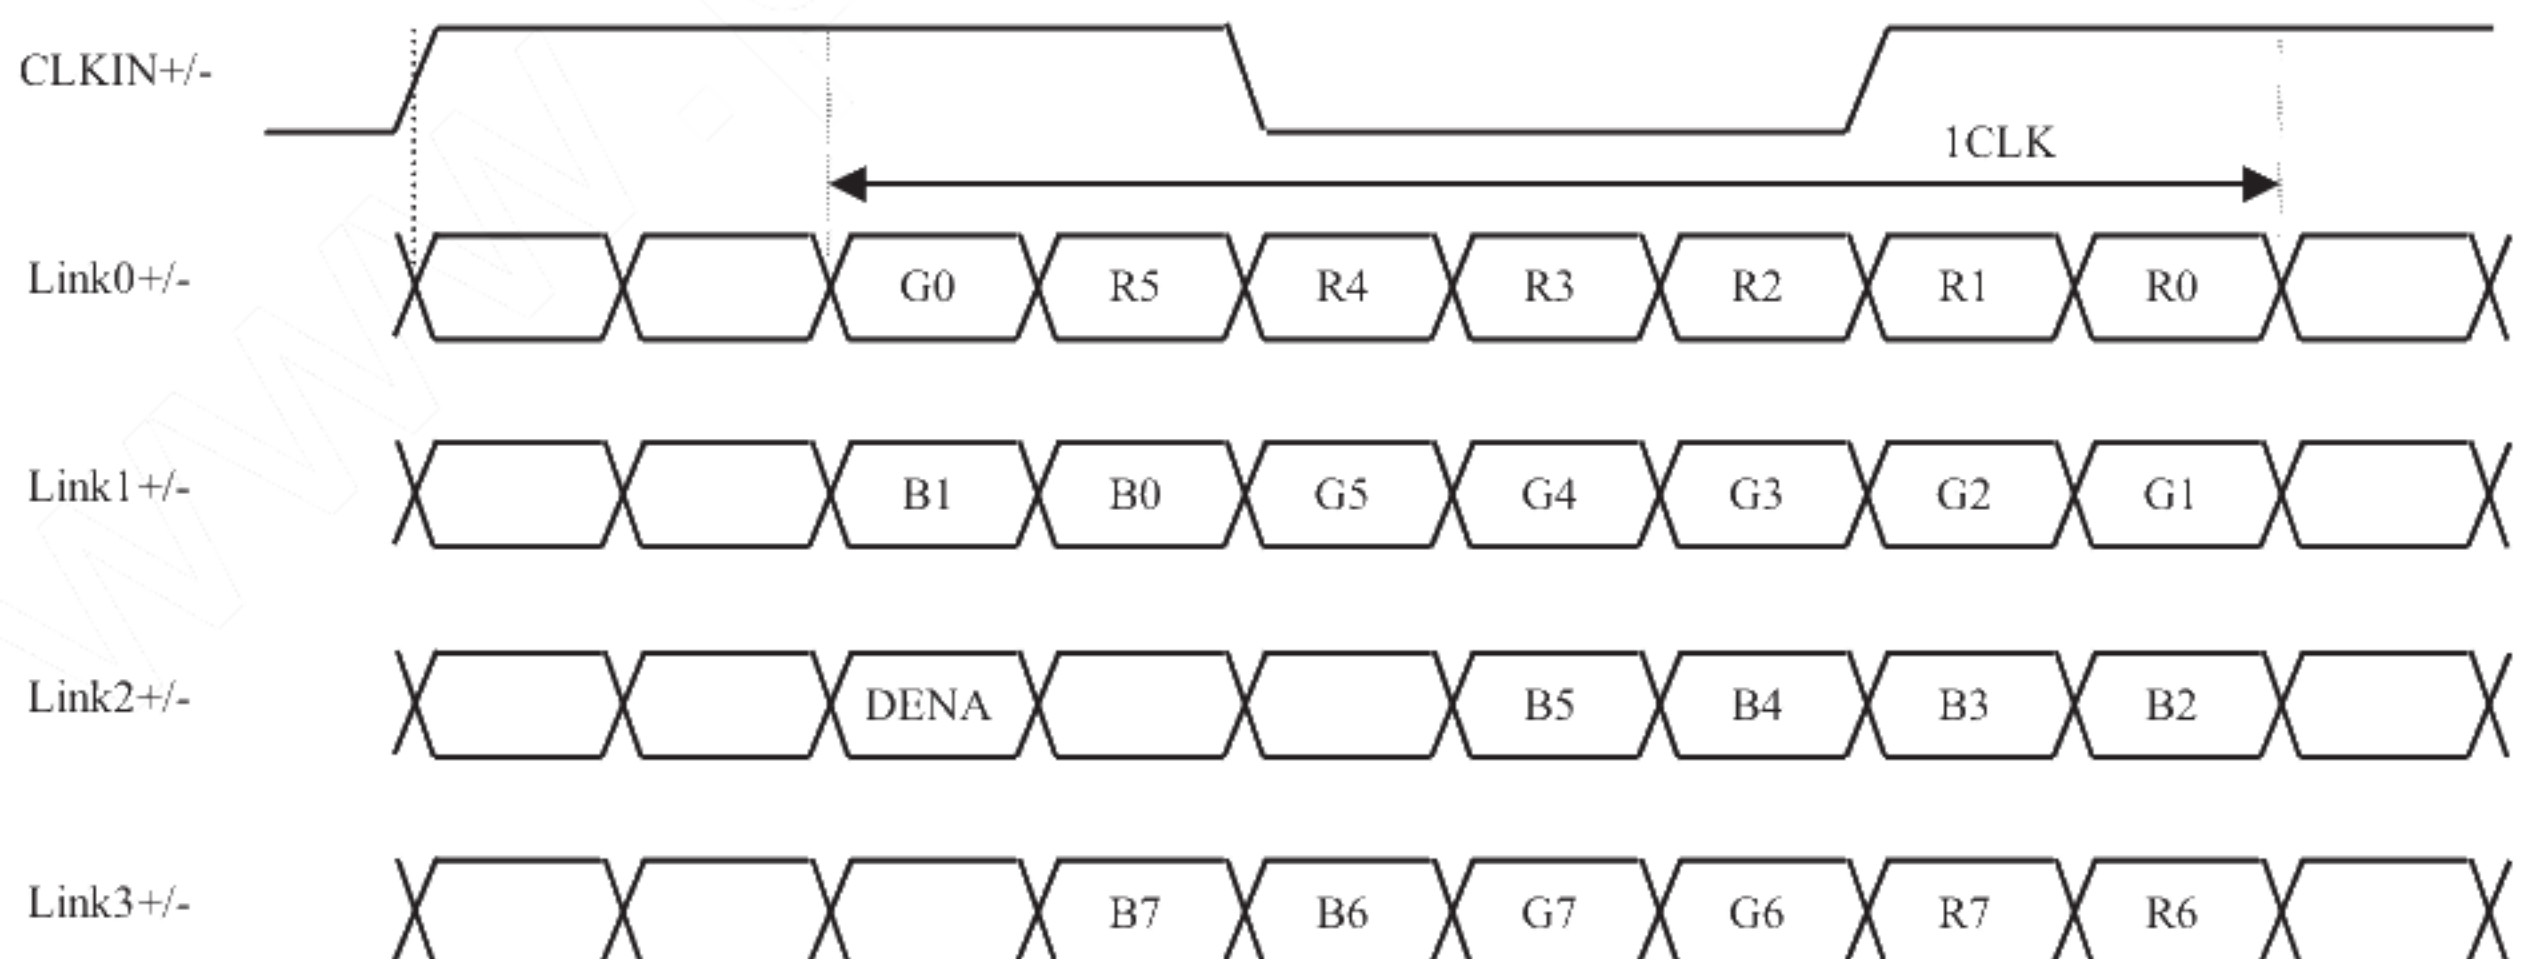 CLKIN+/-
1CLK
Link0+/- G0 R5 R4 R3 R2 R1 R0
Link1+/- B1 B0 G5 G4 G3 G2 G1
Link2+/- DENA B5 B4 B3 B2
Link3+/- B7 B6 G7 G6 R7 R6